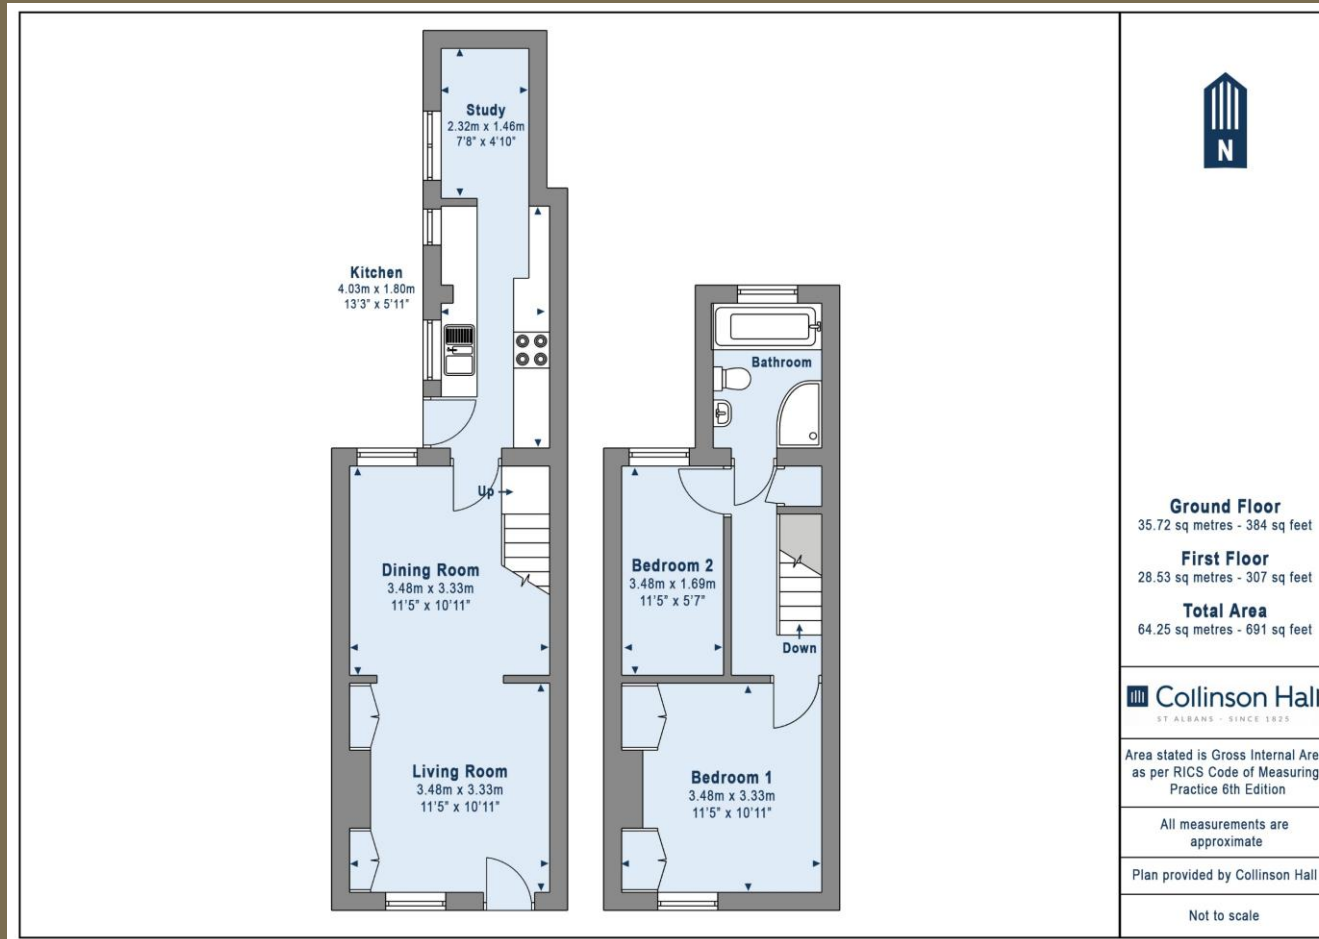 Study
2.32m x 1.46m
7'8" x 4'10"
Kitchen
4.03m x 1.80m
13'3" x 5'11"
Up
Dining Room
3.48m x 3.33m
11'5" x 10'11"
Living Room
3.48m x 3.33m
11'5" x 10'11"
Bathroom
Bedroom 2
3.48m x 1.69m
11'5" x 5'7"
Down
Bedroom 1
3.48m x 3.33m
11'5" x 10'11"
N
Ground Floor
35.72 sq metres - 384 sq feet
First Floor
28.53 sq metres - 307 sq feet
Total Area
64.25 sq metres - 691 sq feet
Collinson Hall
ST ALBANS - SINCE 1825
Area stated is Gross Internal Are
as per RICS Code of Measuring
Practice 6th Edition
All measurements are
approximate
Plan provided by Collinson Hall
Not to scale